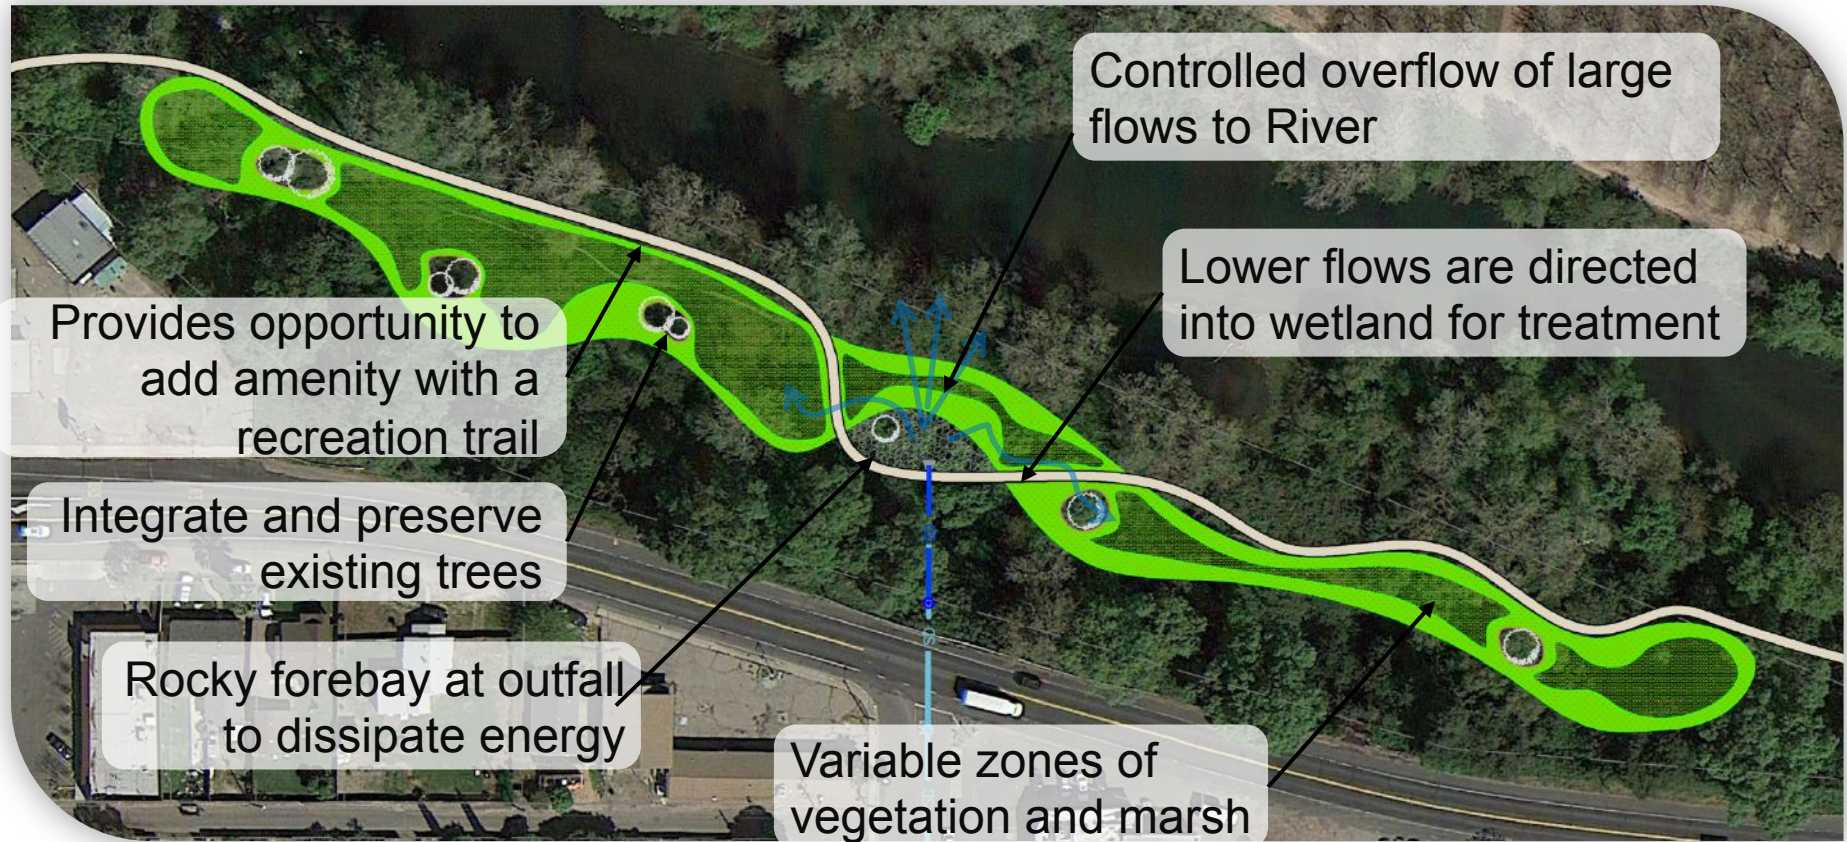 Controlled overflow of large
flows to River
Lower flows are directed
into wetland for treatment
Provides opportunity to
add amenity with a
recreation trail
Integrate and preserve
existing trees
Rocky forebay at outfall
to dissipate energy
Variable zones of
vegetation and marsh